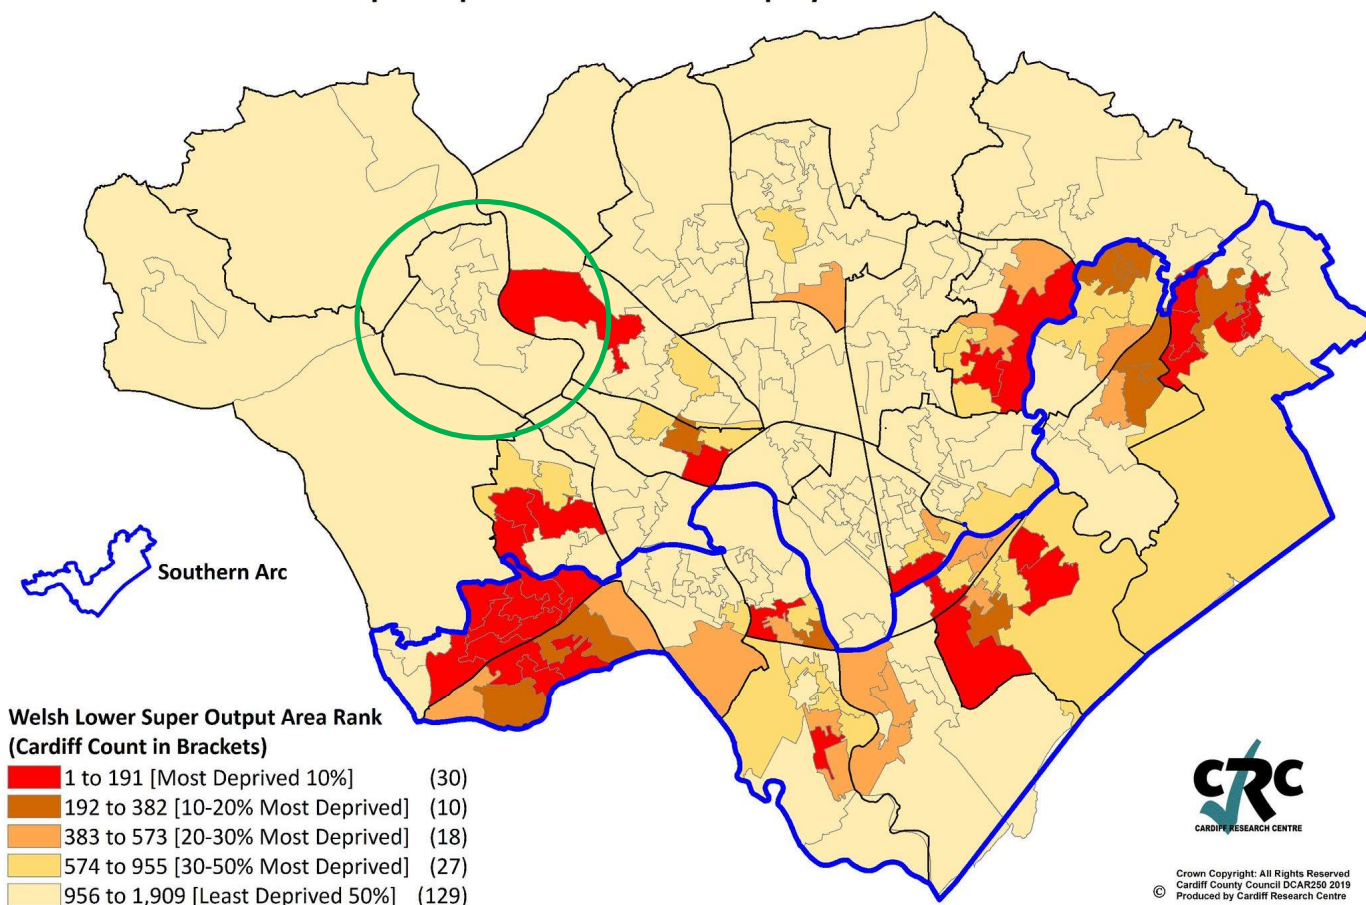 Southern Arc
Welsh Lower Super Output Area Rank
(Cardiff Count in Brackets)
1 to 191 [Most Deprived 10%] (30)
192 to 382 [10-20% Most Deprived] (10)
383 to 573 [20-30% Most Deprived] (18)
574 to 955 [30-50% Most Deprived] (27)
956 to 1,909 [Least Deprived 50%] (129)
CRC
CARDIFF RESEARCH CENTRE
Crown Copyright: All Rights Reserved
Cardiff County Council DCAR250 2019
© Produced by Cardiff Research Centre